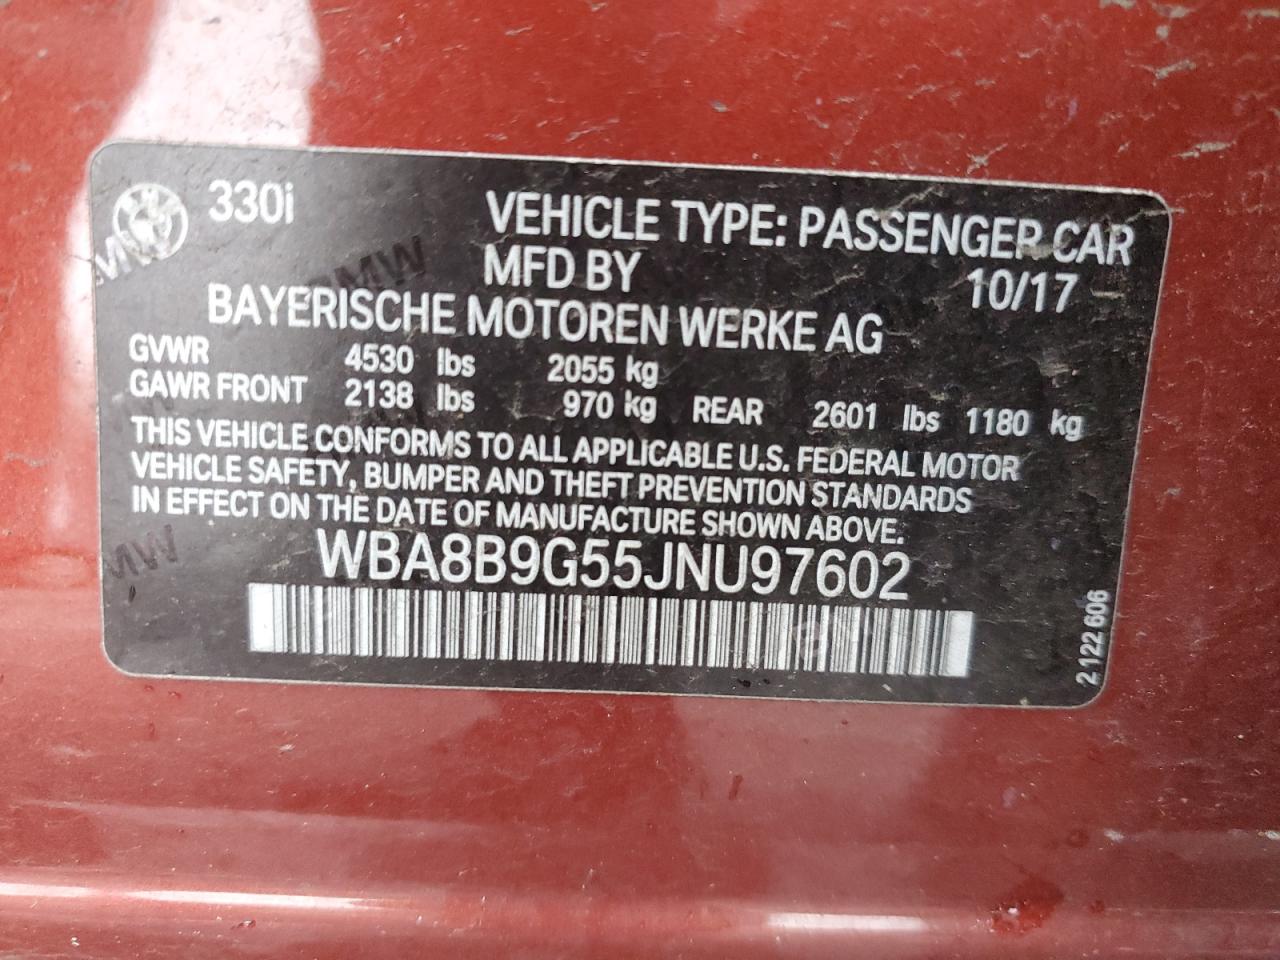 330i
VEHICLE TYPE: PASSENGER CAR
MFD BY 10/17
BAYERISCHE MOTOREN WERKE AG
GVWR 4530 lbs 2055 kg
GAWR FRONT 2138 lbs 970 kg REAR 2601 lbs 1180 kg
THIS VEHICLE CONFORMS TO ALL APPLICABLE U.S. FEDERAL MOTOR
VEHICLE SAFETY, BUMPER AND THEFT PREVENTION STANDARDS
IN EFFECT ON THE DATE OF MANUFACTURE SHOWN ABOVE.
WBA8B9G55JNU97602
2 122 606